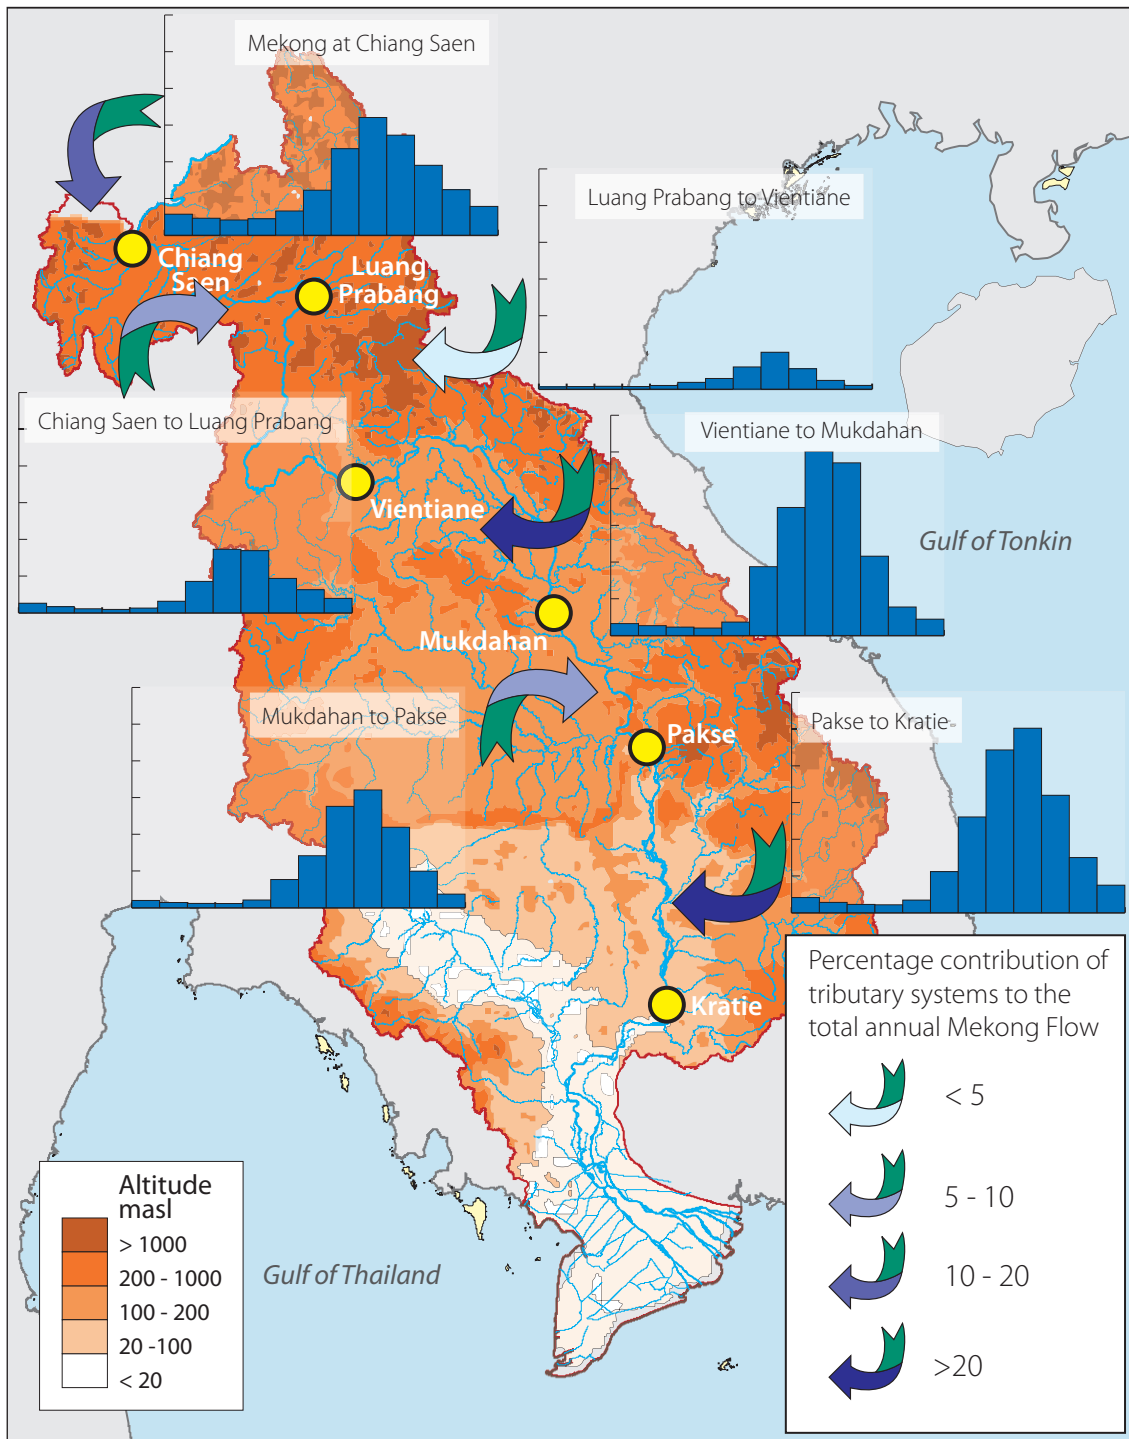 Mekong at Chiang Saen
Luang Prabang to Vientiane
Chiang
Saen
Luang
Prabang
Chiang Saen to Luang Prabang
Vientiane to Mukdahan
Vientiane
Gulf of Tonkin
Mukdahan
Mukdahan to Pakse
Pakse
Pakse to Kratie
Kratie
Percentage contribution of
tributary systems to the
total annual Mekong Flow
< 5
5 - 10
10 - 20
>20
Altitude
masl
> 1000
200 - 1000
100 - 200
20 -100
< 20
Gulf of Thailand